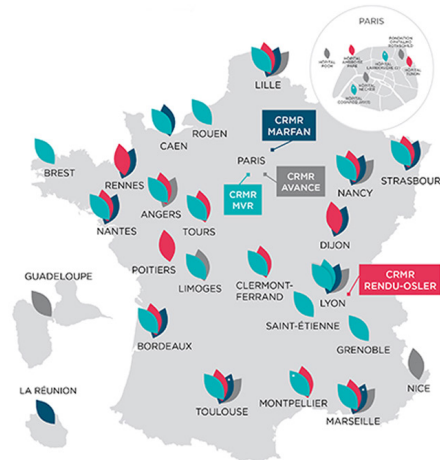 PARIS
LILLE
ROUEN
CAEN
CRMR
MARFAN
PARIS
BREST
RENNES
CRMR
AVANCE
NANCY
STRASBOURG
CRMR
MVR
NANTES
ANGERS
TOURS
DIJON
POITIERS
LIMOGES
CLERMONT-
FERRAND
LYON
CRMR
RENDU-OSLER
GUADELOUPE
SAINT-ÉTIENNE
BORDEAUX
GRENOBLE
LA RÉUNION
NICE
TOULOUSE
MONTPELLIER
MARSEILLE